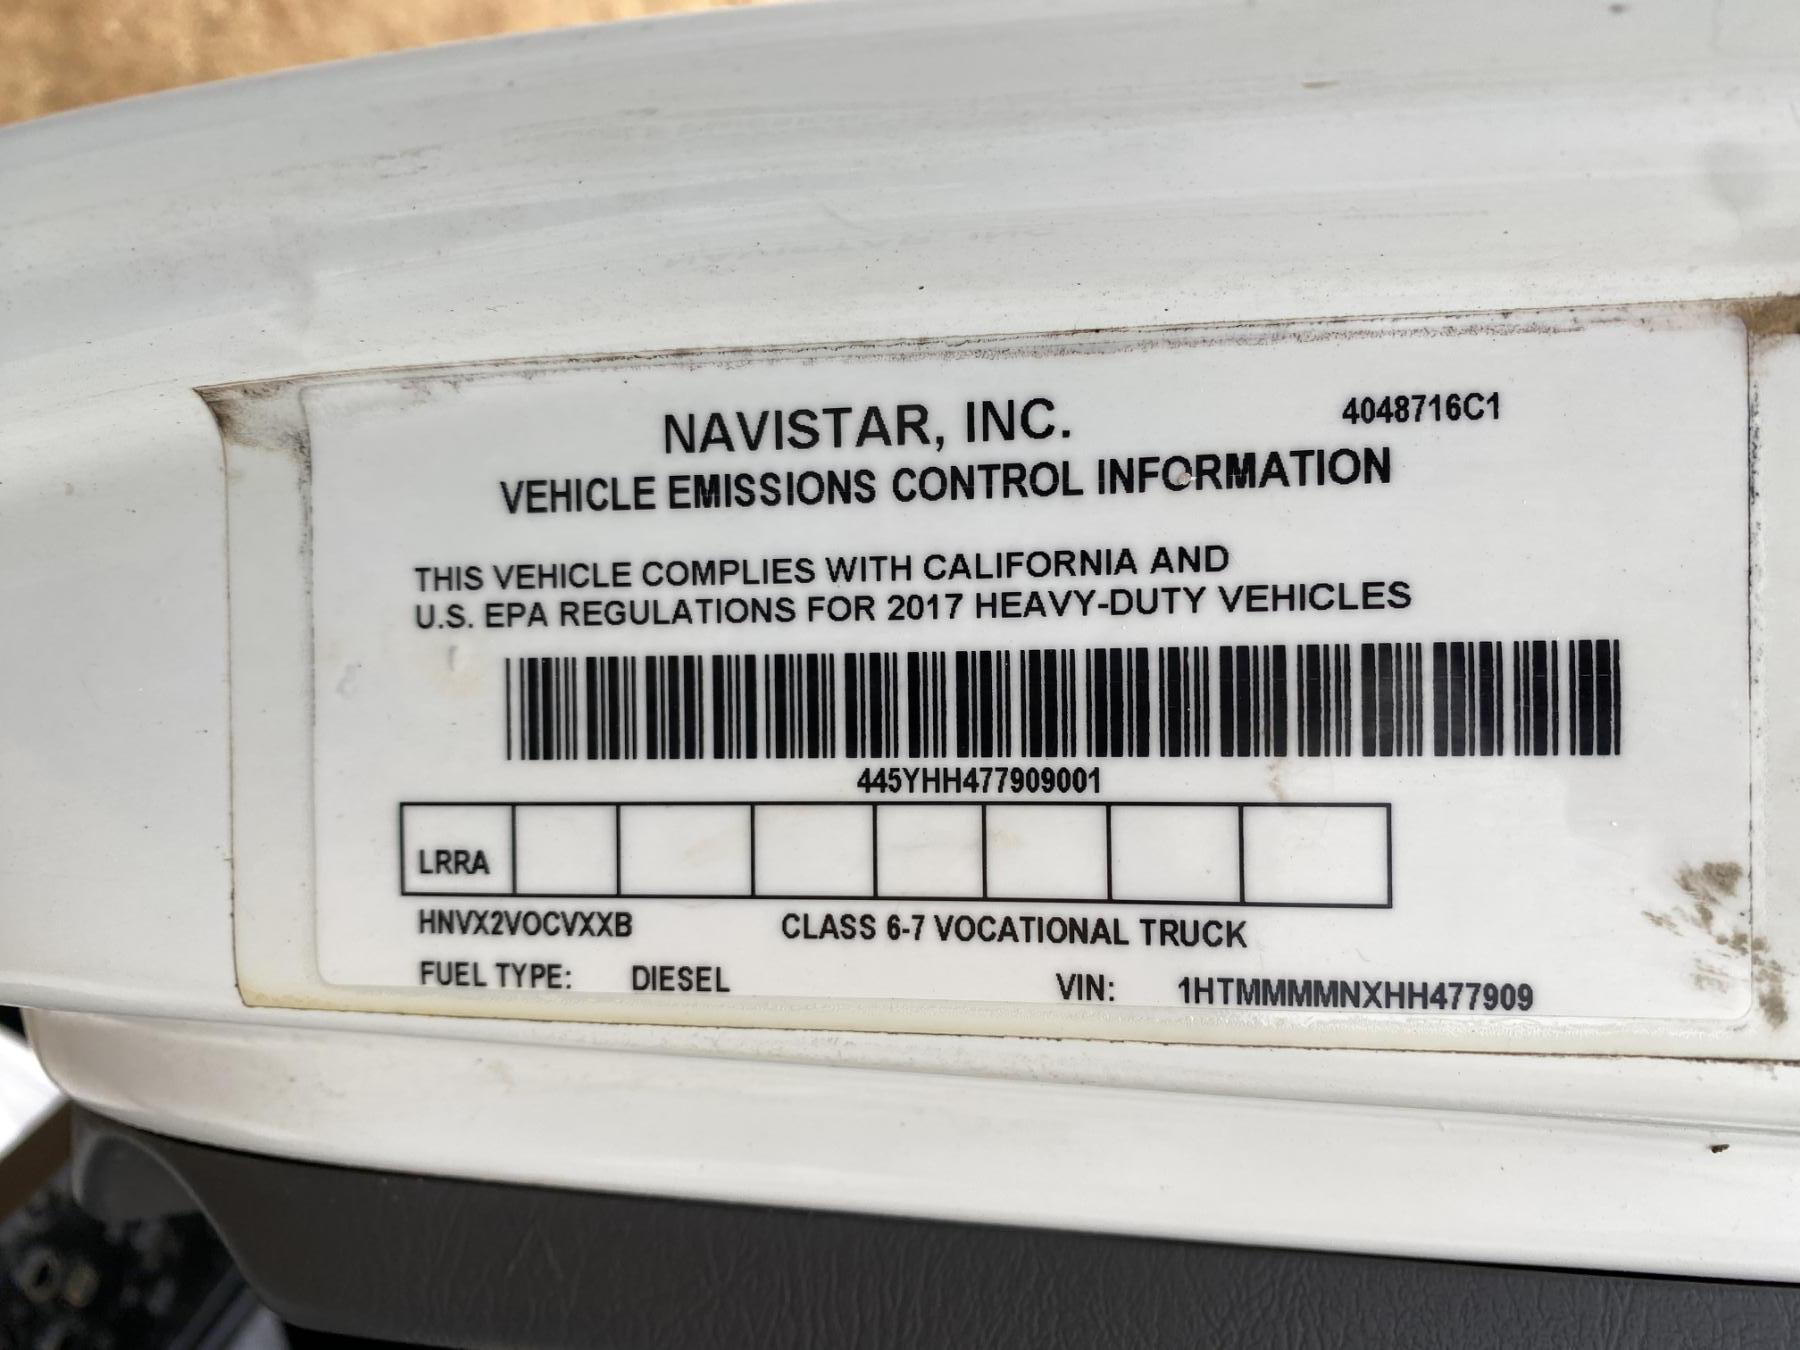 NAVISTAR, INC. 4048716C1
VEHICLE EMISSIONS CONTROL INFORMATION
THIS VEHICLE COMPLIES WITH CALIFORNIA AND
U.S. EPA REGULATIONS FOR 2017 HEAVY-DUTY VEHICLES
445YHH477909001
LRRA
HNVX2VOCVXXB CLASS 6-7 VOCATIONAL TRUCK
FUEL TYPE: DIESEL VIN: 1HTMMMMNXHH477909